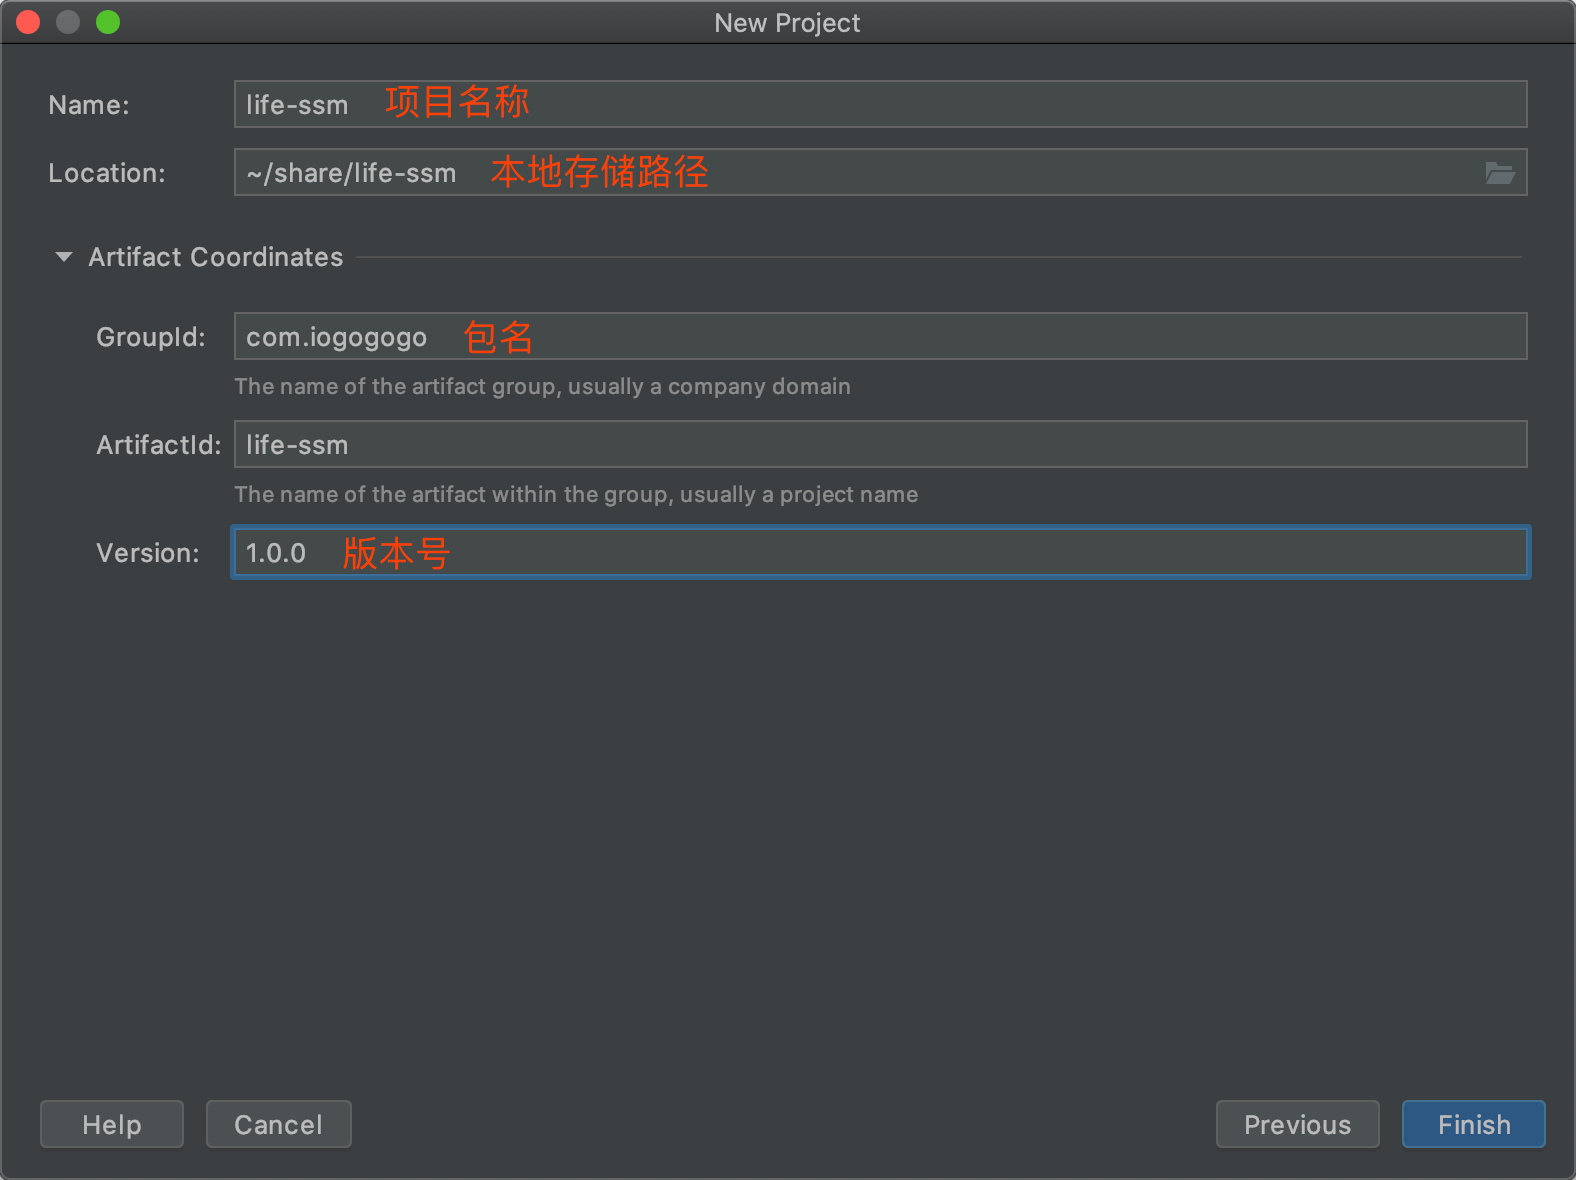 New Project
Name: life-ssm 项目名称
Location: ~/share/life-ssm 本地存储路径
Artifact Coordinates
GroupId: com.iogogogo 包名
The name of the artifact group, usually a company domain
ArtifactId: life-ssm
The name of the artifact within the group, usually a project name
Version: 1.0.0 版本号
Help Cancel Previous Finish